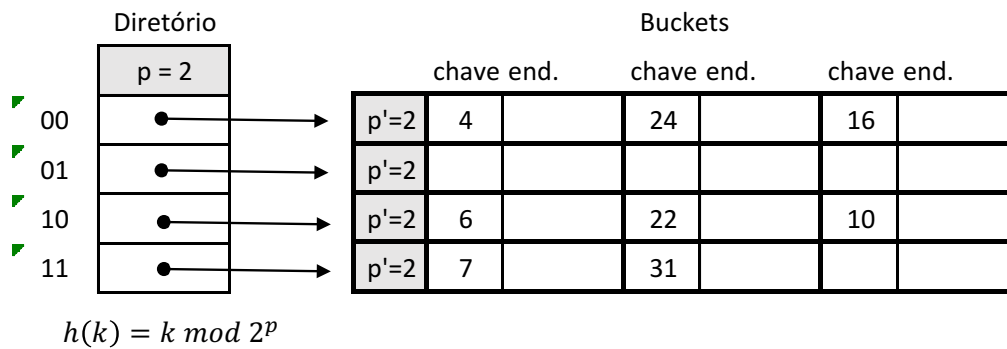 Diretório Buckets
p = 2 chave end. chave end. chave end.
00 p'=2 4 24 16
01 p'=2
10 p'=2 6 22 10
11 p'=2 7 31
h(k) = k mod 2^p